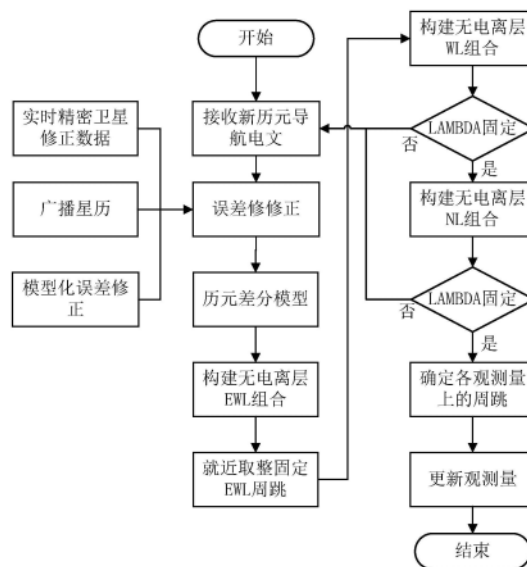 开始
接收新历元导
航电文
实时精密卫星
修正数据
广播星历
模型化误差修
正
误差修修正
历元差分模型
构建无电离层
EWL组合
就近取整固定
EWL周跳
构建无电离层
WL组合
LAMBDA固定
否
是
构建无电离层
NL组合
LAMBDA固定
否
是
确定各观测量
上的周跳
更新观测量
结束